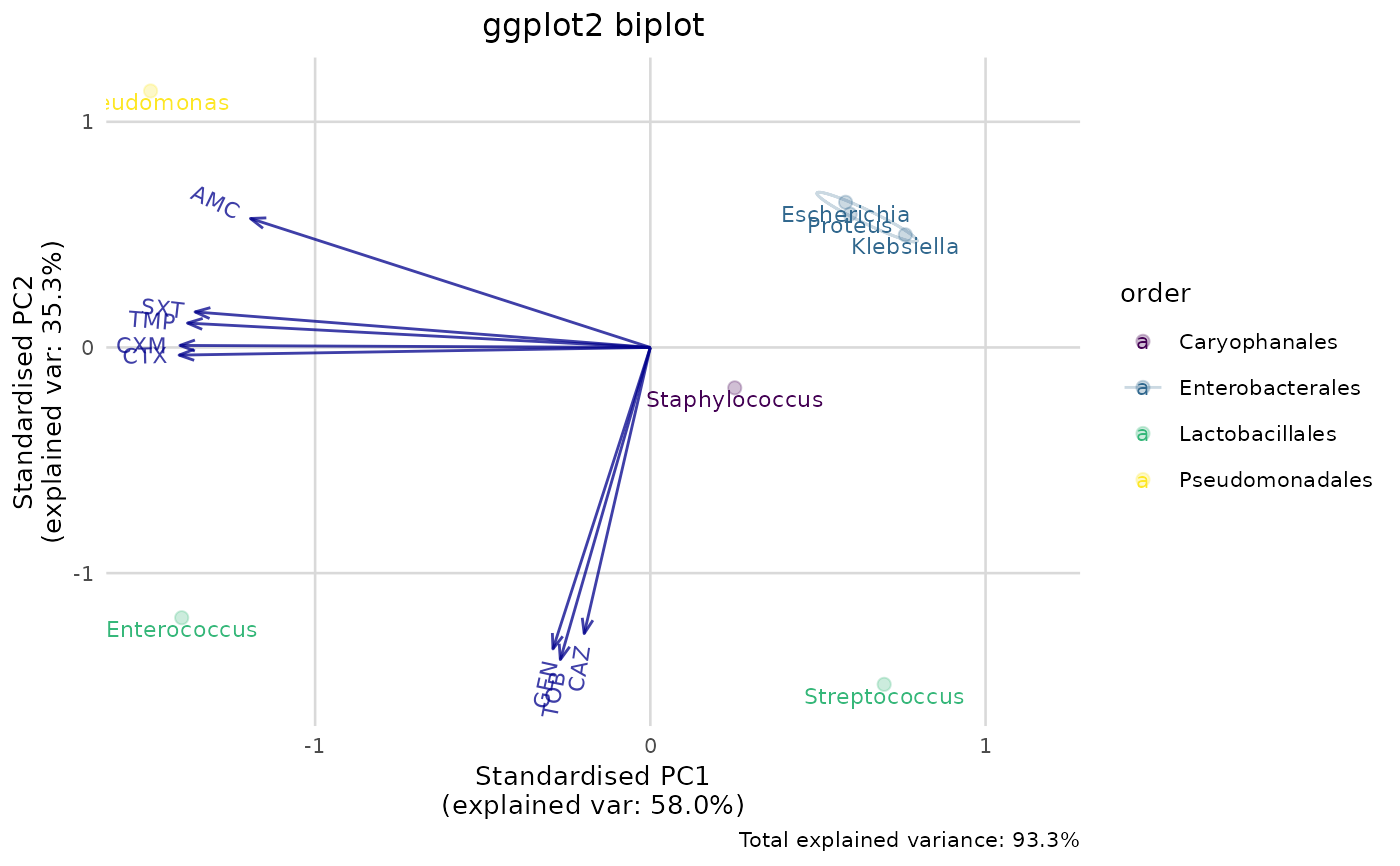 ggplot2 biplot
eudomonas
1
AMC
Escherichia
Proteus
Klebsiella
SXT
TMP
CXM
CTX
0
Staphylococcus
-1
Enterococcus
GEN
TOB
CAZ
Streptococcus
-1
0
1
Standardised PC1
(explained var: 58.0%)
Standardised PC2
(explained var: 35.3%)
Total explained variance: 93.3%
order
a Caryophanales
a Enterobacterales
a Lactobacillales
a Pseudomonadales